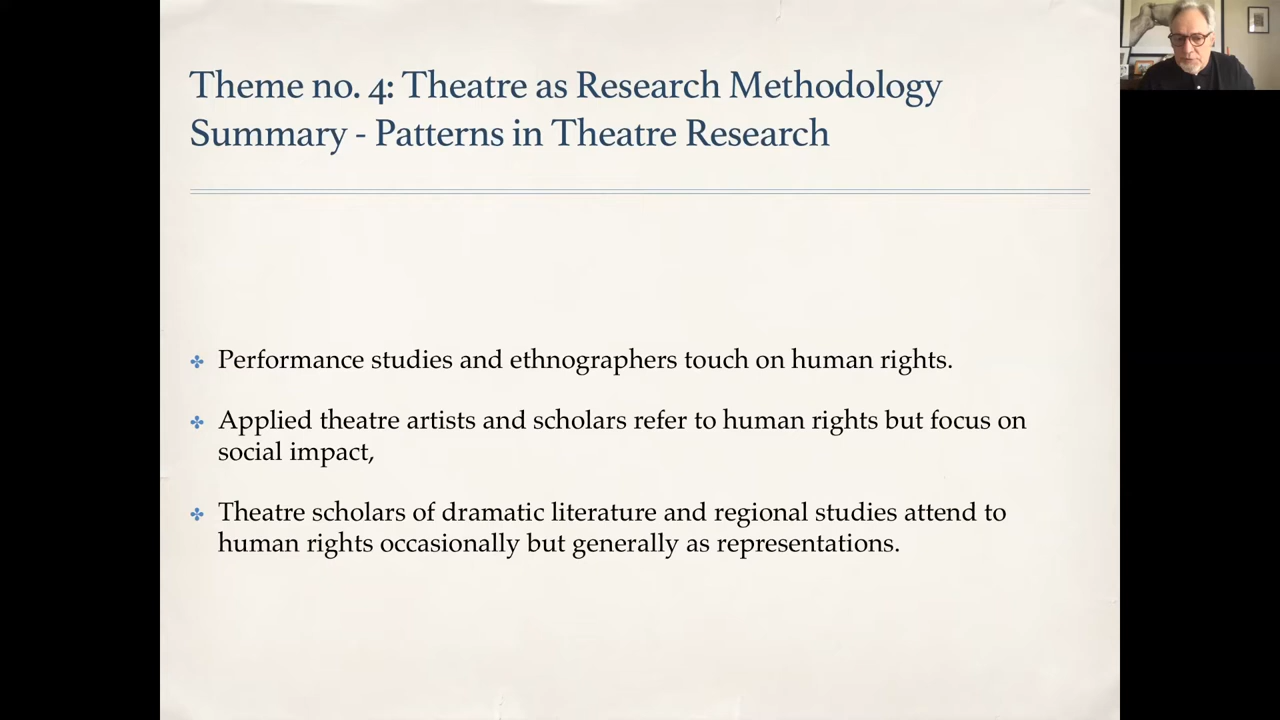 Theme no. 4: Theatre as Research Methodology
Summary - Patterns in Theatre Research
Performance studies and ethnographers touch on human rights.
Applied theatre artists and scholars refer to human rights but focus on
social impact,
Theatre scholars of dramatic literature and regional studies attend to
human rights occasionally but generally as representations.